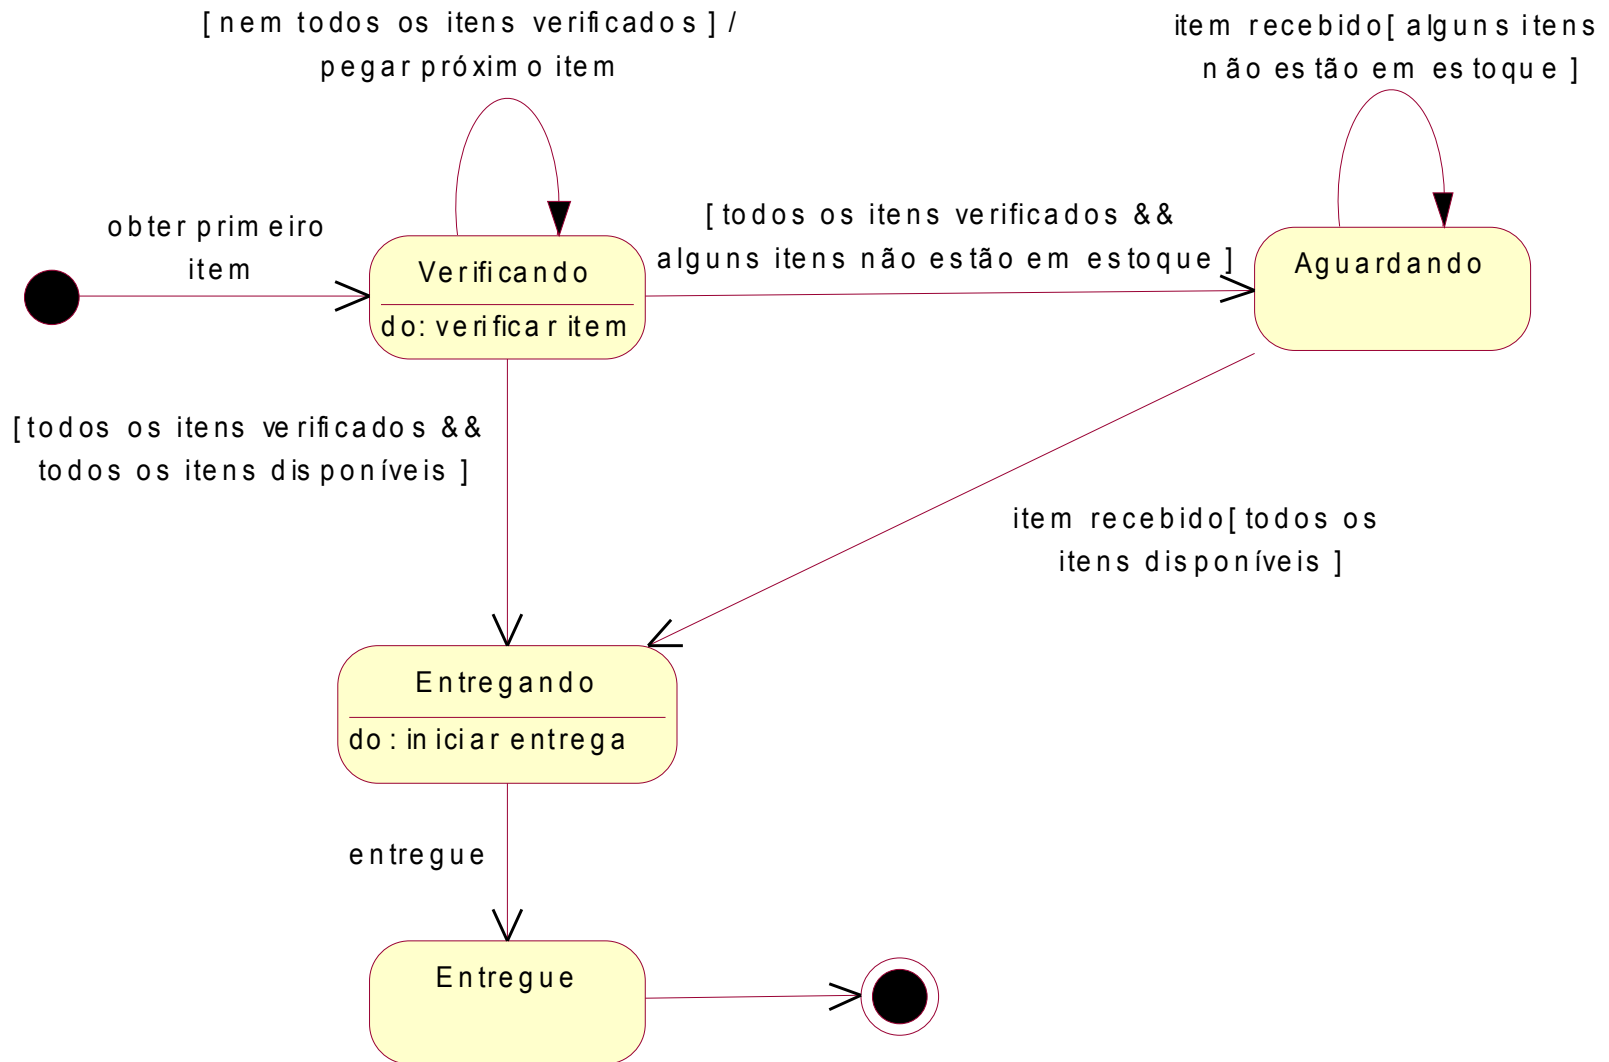 [nem todos os itens verificados] /
pegar próximo item
item recebido[ alguns itens
não estão em estoque ]
obter primeiro
item
[todos os itens verificados &&
alguns itens não estão em estoque ]
Verificando
do: verificar item
Aguardando
[todos os itens verificados &&
todos os itens disponíveis ]
item recebido[ todos os
itens disponíveis ]
Entregando
do: iniciar entrega
entregue
Entregue